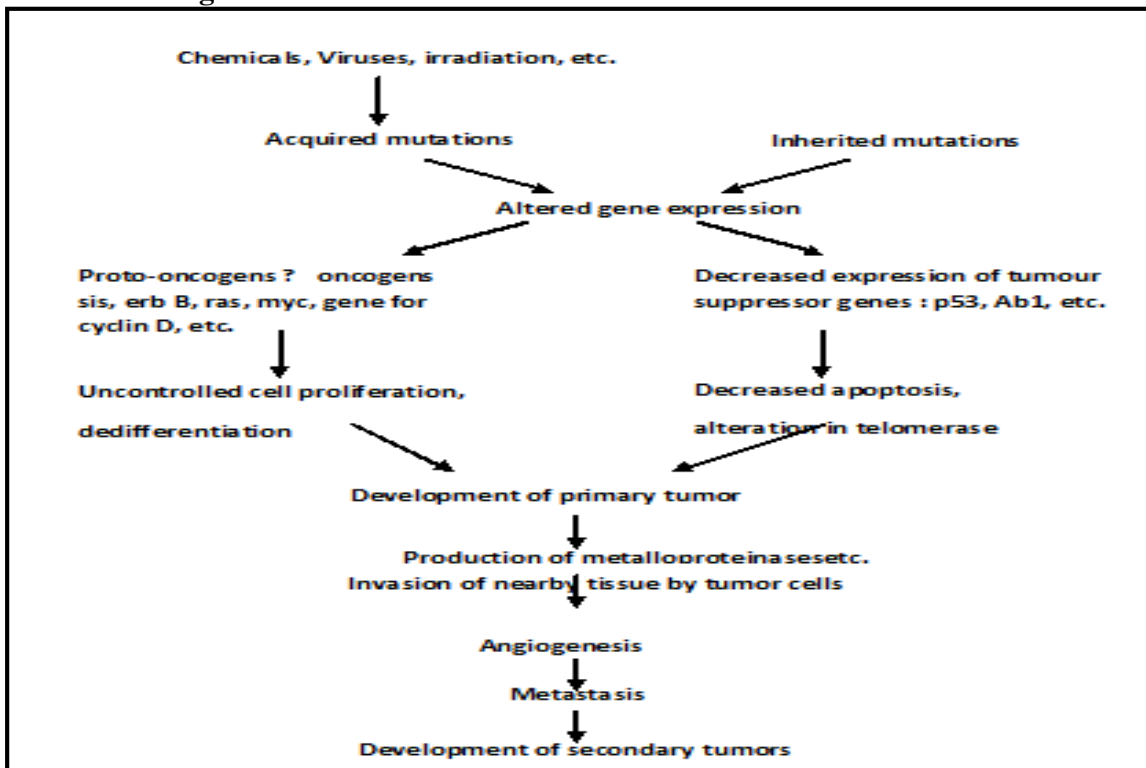 Chemicals, Viruses, irradiation, etc.
Acquired mutations
Inherited mutations
Altered gene expression
Proto-oncogens ? oncogens
sis, erb B, ras, myc, gene for
cyclin D, etc.
Decreased expression of tumour
suppressor genes : p53, Ab1, etc.
Uncontrolled cell proliferation,
dedifferentiation
Decreased apoptosis,
alteration in telomerase
Development of primary tumor
Production of metalloproteinasesetc.
Invasion of nearby tissue by tumor cells
Angiogenesis
Metastasis
Development of secondary tumors